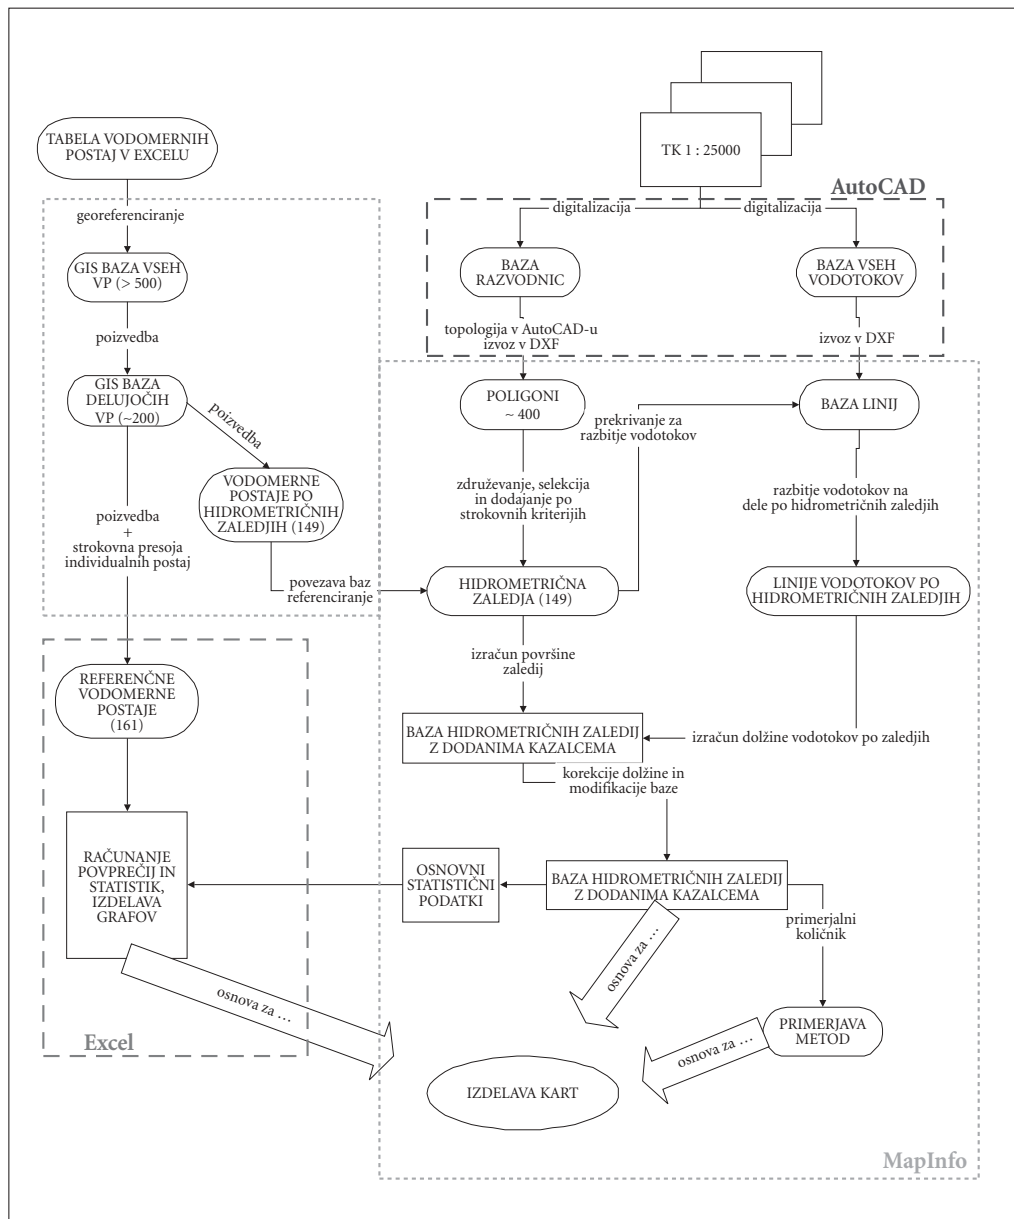 TK 1 : 25000
TABELA VODOMERNIH
POSTAJ V EXCELU
AutoCAD
georeferenciranje
digitalizacija
digitalizacija
GIS BAZA VSEH
VP (> 500)
BAZA
RAZVODNIC
BAZA VSEH
VODOTOKOV
poizvedba
topologija v AutoCAD-u
izvoz v DXF
izvoz v DXF
GIS BAZA
DELUJOČIH
VP (~200)
poizvedba
POLIGONI
~ 400
prekrivanje za
razbitje vodotokov
BAZA LINIJ
VODOMERNE
POSTAJE PO
HIDROMETRIČNIH
ZALEDJIH (149)
združevanje, selekcija
in dodajanje po
strokovnih kriterijih
razbitje vodotokov na
dele po hidrometričnih zaledjih
poizvedba
+
strokovna presoja
individualnih postaj
povezava baz
referenciranje
HIDROMETRIČNA
ZALEDJA (149)
LINIJE VODOTOKOV PO
HIDROMETRIČNIH ZALEDJIH
izračun površine
zaledij
REFERENČNE
VODOMERNE
POSTAJE
(161)
BAZA HIDROMETRIČNIH ZALEDIJ
Z DODANIMA KAZALCEMA
izračun dolžine vodotokov po zaledjih
korekcije dolžine in
modifikacije baze
RAČUNANJE
POVPREČIJ IN
STATISTIK,
IZDELAVA
GRAFOV
OSNOVNI
STATISTIČNI
PODATKI
BAZA HIDROMETRIČNIH ZALEDIJ
Z DODANIMA KAZALCEMA
primerjalni
količnik
osnova za ...
osnova za ...
Excel
PRIMERJAVA
METOD
osnova za ...
IZDELAVA KART
MapInfo